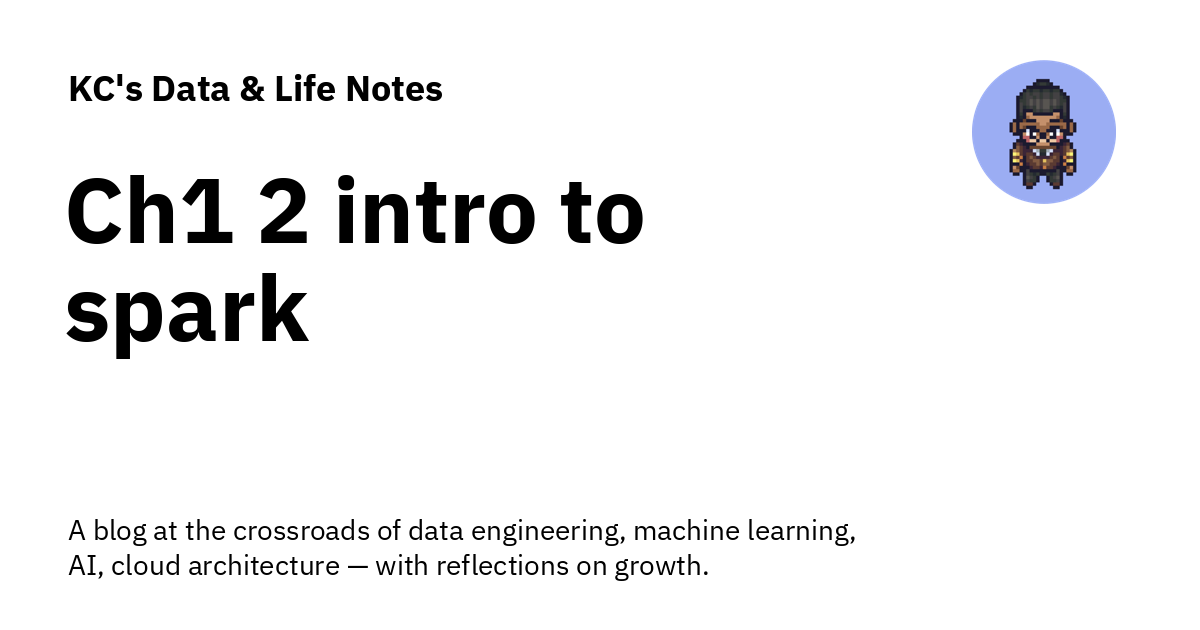 KC's Data & Life Notes
Ch1 2 intro to
spark
A blog at the crossroads of data engineering, machine learning,
AI, cloud architecture — with reflections on growth.